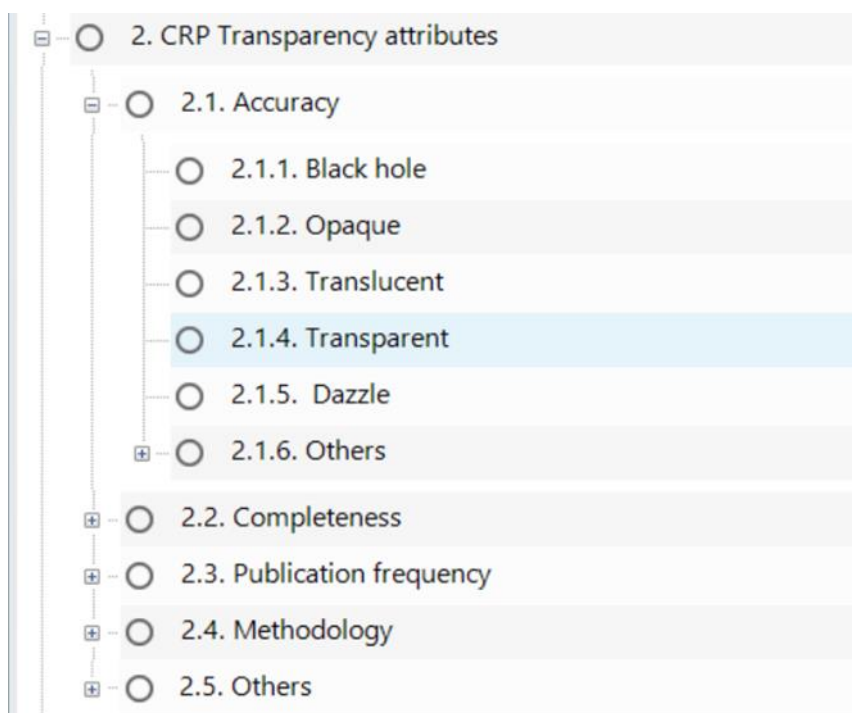 2. CRP Transparency attributes
2.1. Accuracy
2.1.1. Black hole
2.1.2. Opaque
2.1.3. Translucent
2.1.4. Transparent
2.1.5. Dazzle
2.1.6. Others
2.2. Completeness
2.3. Publication frequency
2.4. Methodology
2.5. Others